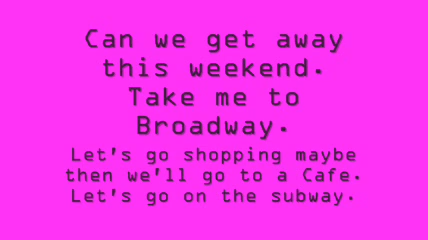 Can we get away
this weekend.
Take me to
Broadway.
Let's go shopping maybe
then we'll go to a Cafe.
Let's go on the subway.